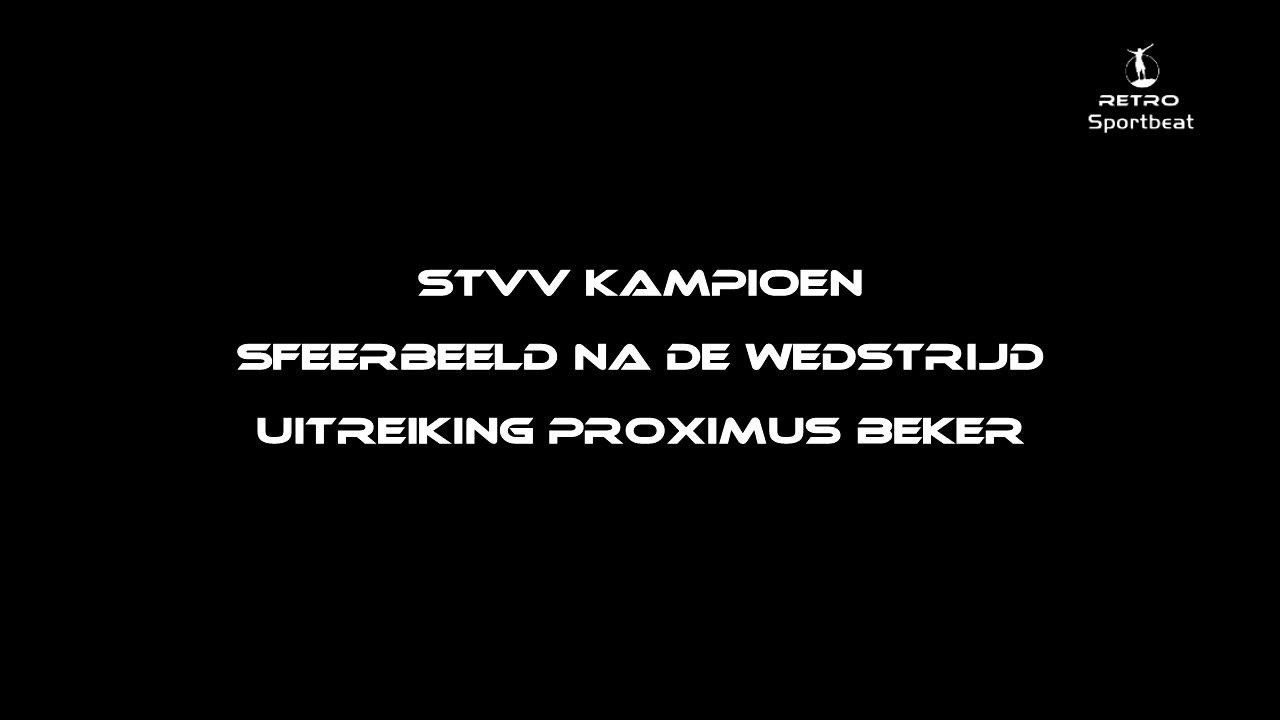 RETRO
Sportbeat
STVV KAMPIOEN
SFEERBEELD NA DE WEDSTRIJD
UITREIKING PROXIMUS BEKER